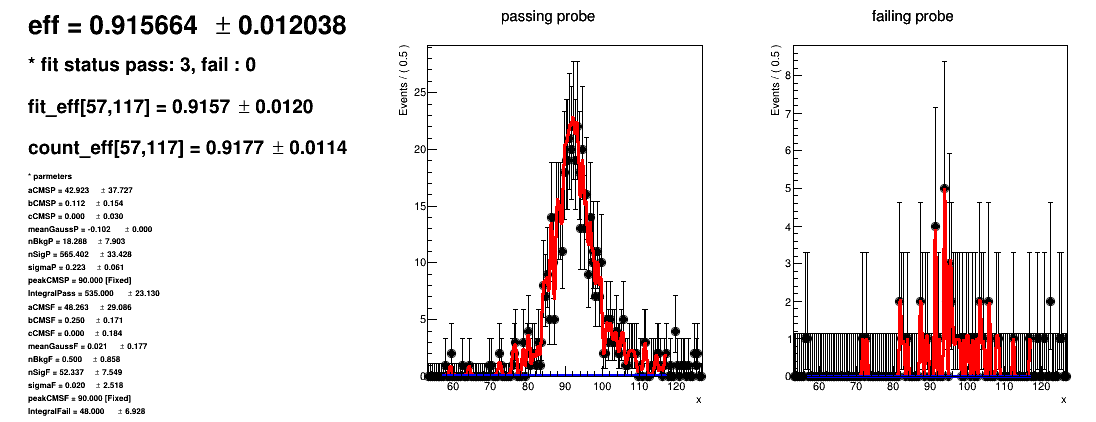 eff = 0.915664 ± 0.012038
* fit status pass: 3, fail : 0
fit_eff[57,117] = 0.9157 ± 0.0120
count_eff[57,117] = 0.9177 ± 0.0114
* parmeters
aCMSP = 42.923 ± 37.727
bCMSP = 0.112 ± 0.154
cCMSP = 0.000 ± 0.030
meanGaussP = -0.102 ± 0.000
nBkgP = 18.288 ± 7.903
nSigP = 565.402 ± 33.428
sigmaP = 0.223 ± 0.061
peakCMSP = 90.000 [Fixed]
IntegralPass = 535.000 ± 23.130
aCMSF = 48.263 ± 29.086
bCMSF = 0.250 ± 0.171
cCMSF = 0.000 ± 0.184
meanGaussF = 0.021 ± 0.177
nBkgF = 0.500 ± 0.858
nSigF = 52.337 ± 7.549
sigmaF = 0.020 ± 2.518
peakCMSF = 90.000 [Fixed]
IntegralFail = 48.000 ± 6.928
passing probe
Events / ( 0.5 )
25
20
15
10
5
0
60 70 80 90 100 110 120
x
failing probe
Events / ( 0.5 )
8
7
6
5
4
3
2
1
0
60 70 80 90 100 110 120
x